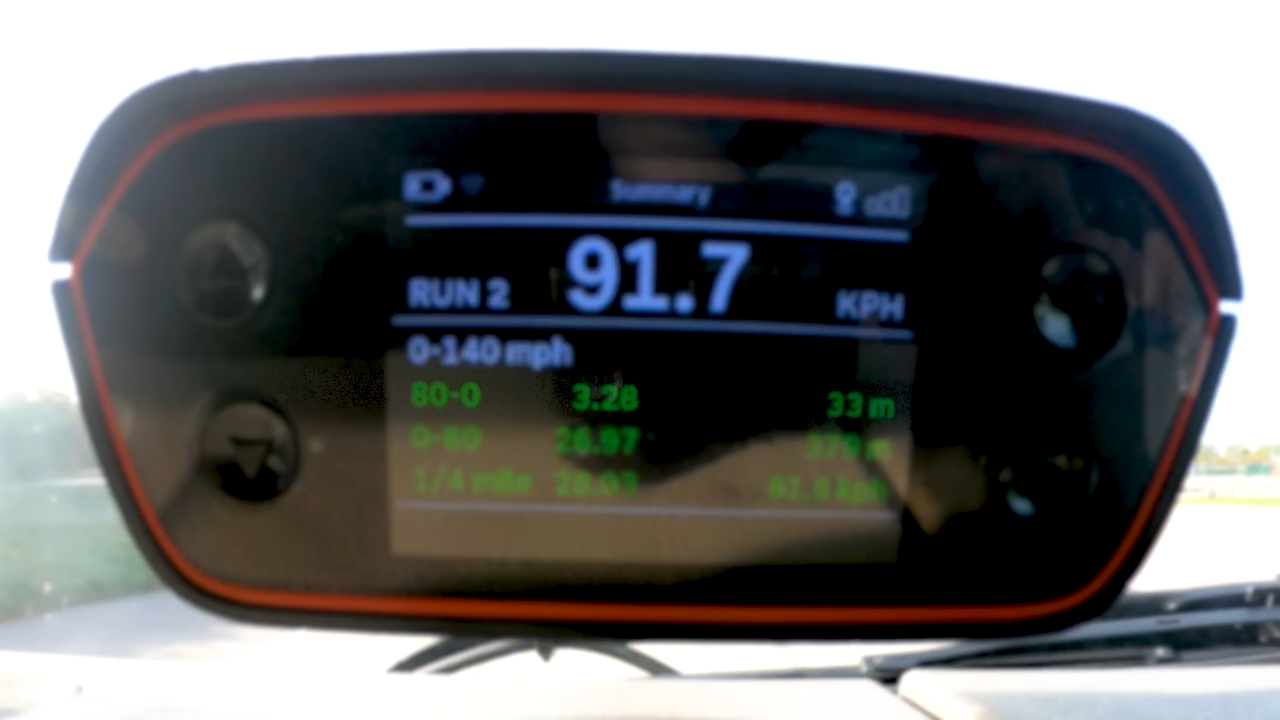 Summary
RUN 2 91.7 KPH
0-140 mph
80-0 3.28 33 m
0-80 26.97
1/4 mile